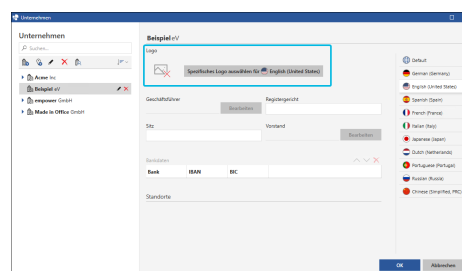 Unternehmen
Unternehmen
Suchen...
Acme Inc
Beispiel eV
empower GmbH
Made in Office GmbH
Beispiel eV
Logo
Spezifisches Logo auswählen für English (United States)
Geschäftsführer
Bearbeiten
Registergericht
Sitz
Vorstand
Bearbeiten
Bankdaten
Bank IBAN BIC
Standorte
Default
German (Germany)
English (United States)
Spanish (Spain)
French (France)
Italian (Italy)
Japanese (Japan)
Dutch (Netherlands)
Portuguese (Portugal)
Russian (Russia)
Chinese (Simplified, PRC)
OK Abbrechen